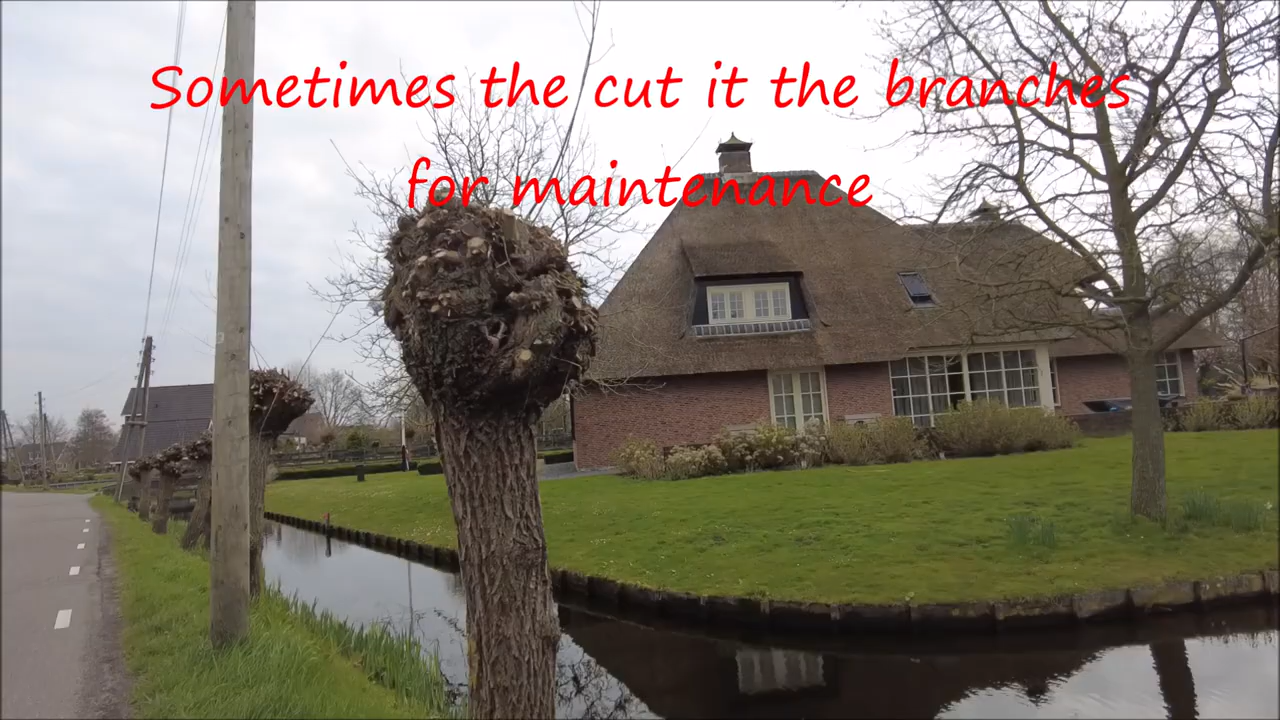 Sometimes the cut it the branches
for maintenance